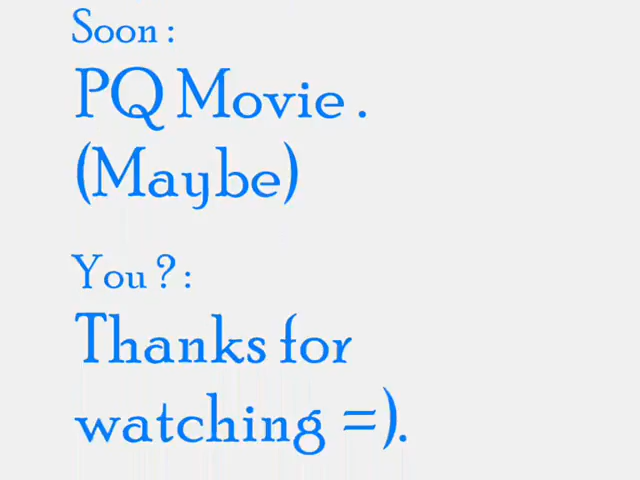 Soon :
PQ Movie .
(Maybe)
You ? :
Thanks for
watching =).